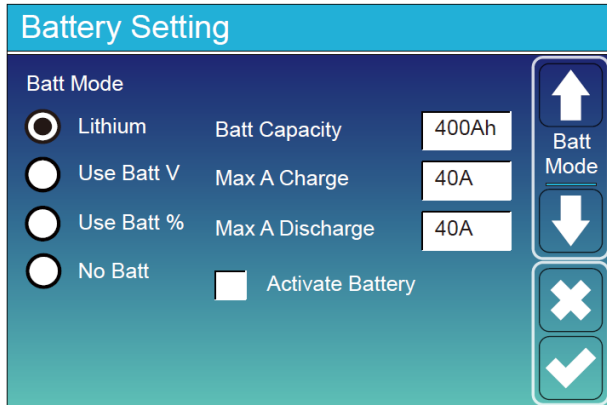 Battery Setting
Batt Mode
Lithium
Batt Capacity 400Ah
Use Batt V
Max A Charge 40A
Use Batt %
Max A Discharge 40A
No Batt
Activate Battery
Batt
Mode